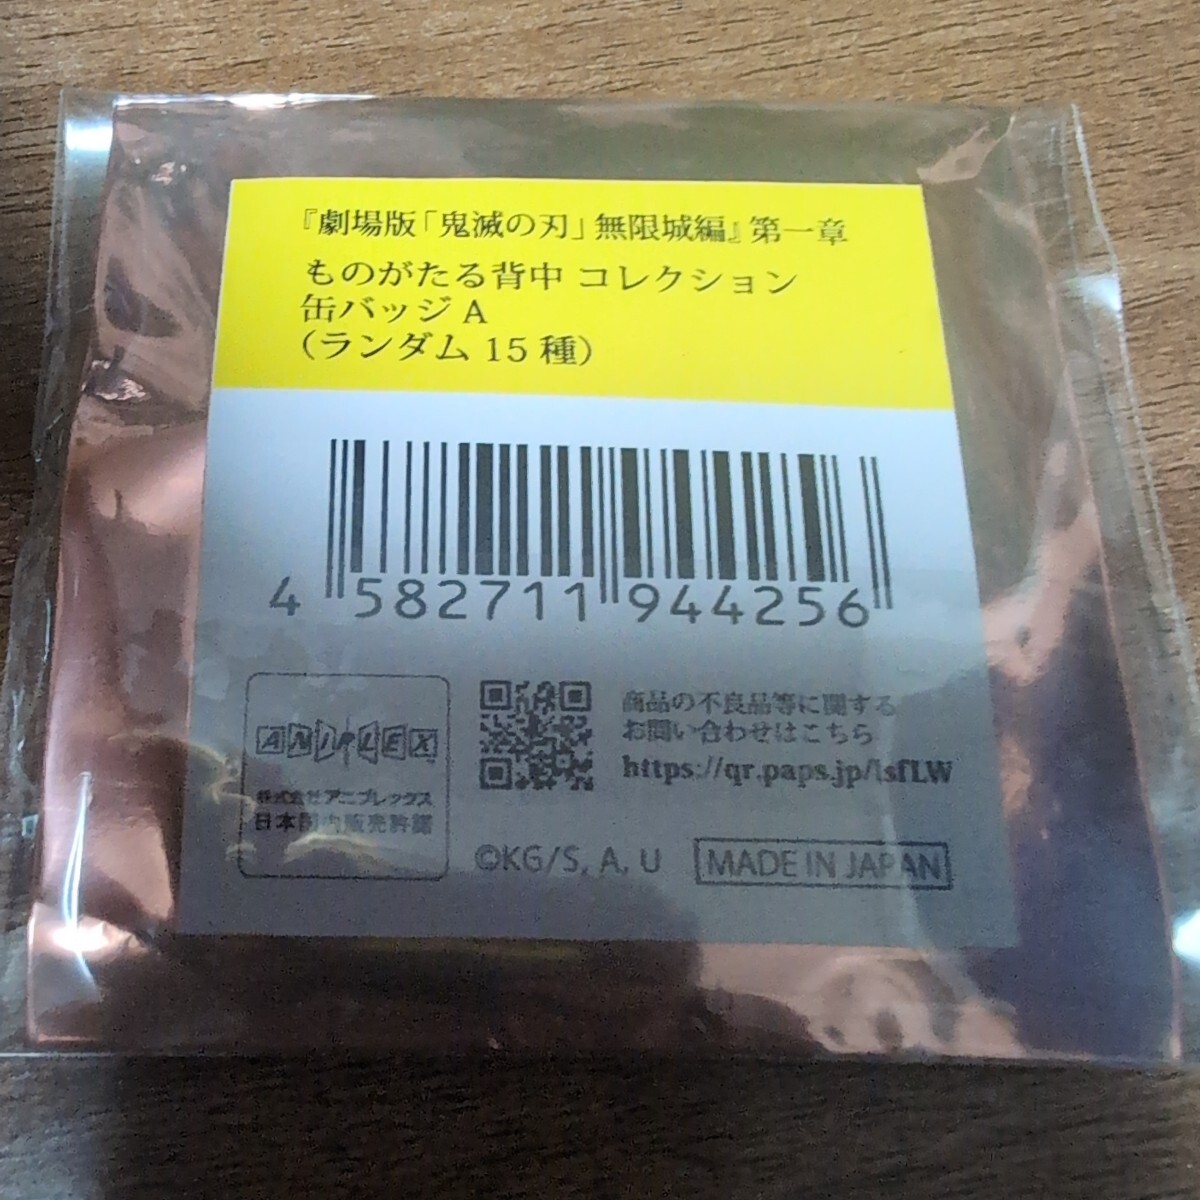 『劇場版「鬼滅の刃」無限城編』第一章
ものがたる背中 コレクション
缶バッジ A
（ランダム 15 種）
4 582711 944256
ANIPLEX
株式会社アニプレックス
日本国内販売許諾
商品の不良品等に関する
お問い合わせはこちら
https://qr.paps.jp/lsfLW
©KG/S, A, U
MADE IN JAPAN